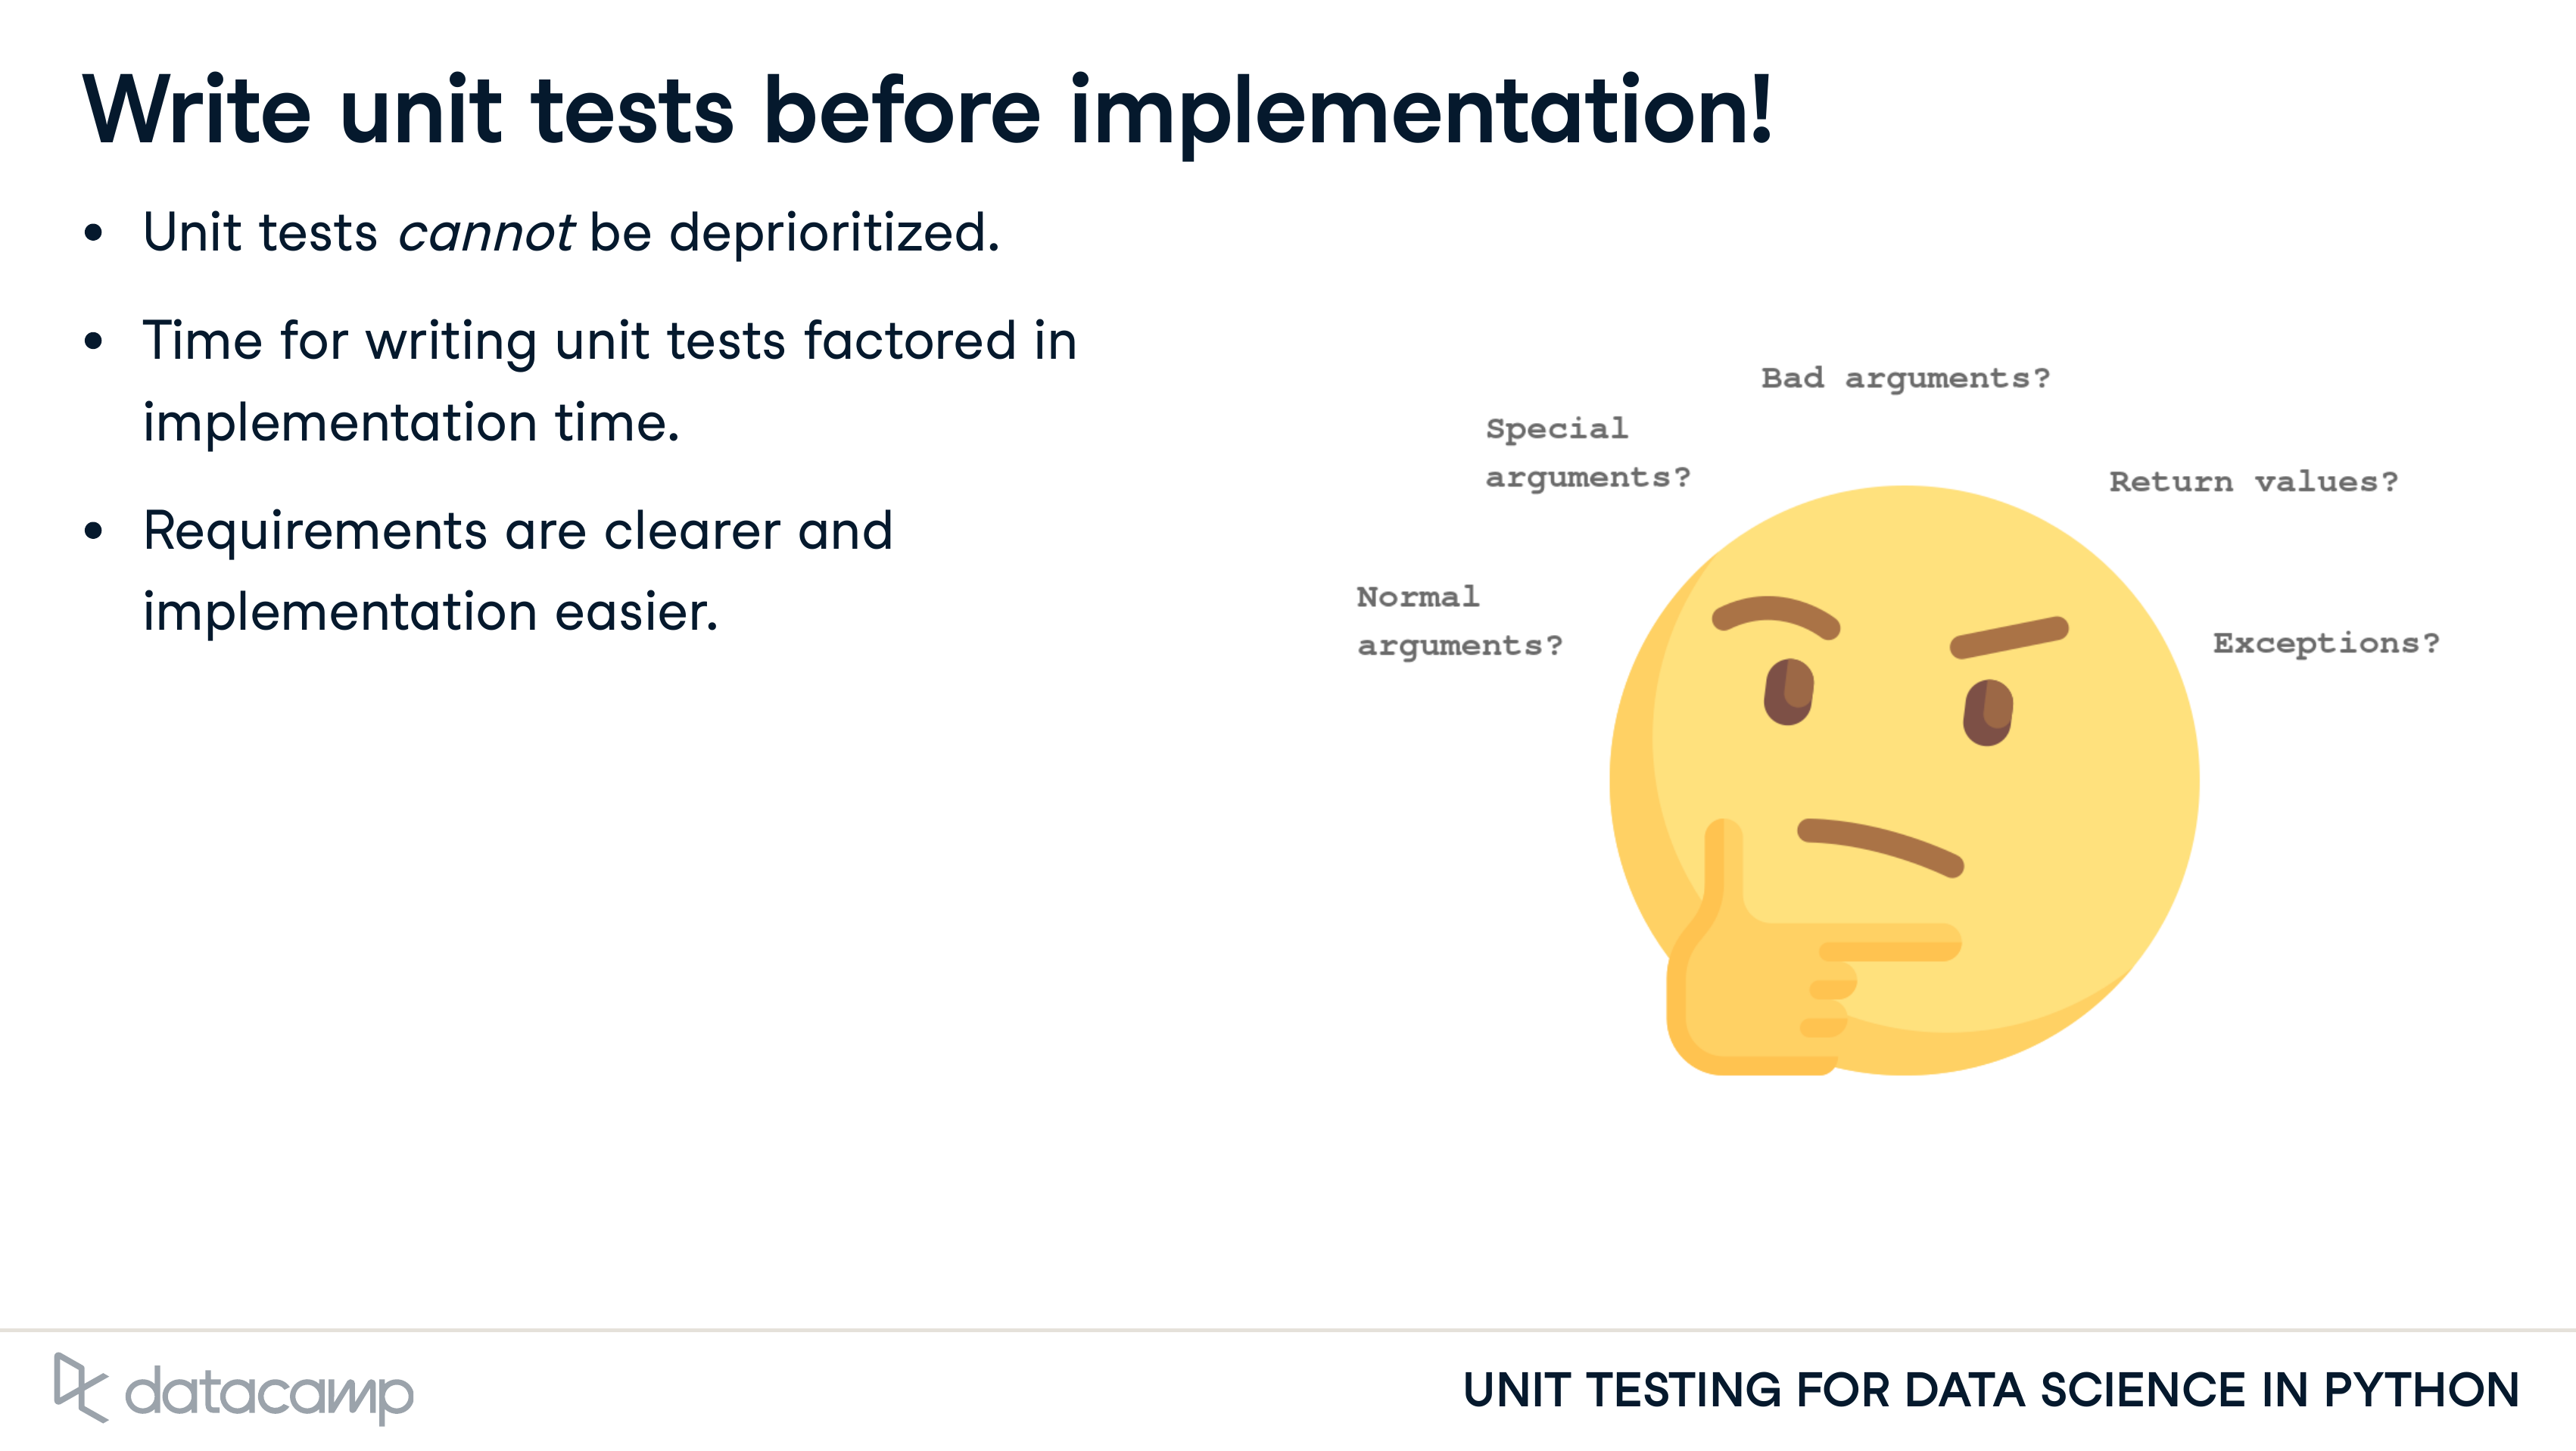 Write unit tests before implementation!
• Unit tests cannot be deprioritized.
• Time for writing unit tests factored in
implementation time.
• Requirements are clearer and
implementation easier.
Bad arguments?
Special
arguments?
Return values?
Normal
arguments?
Exceptions?
datacamp
UNIT TESTING FOR DATA SCIENCE IN PYTHON